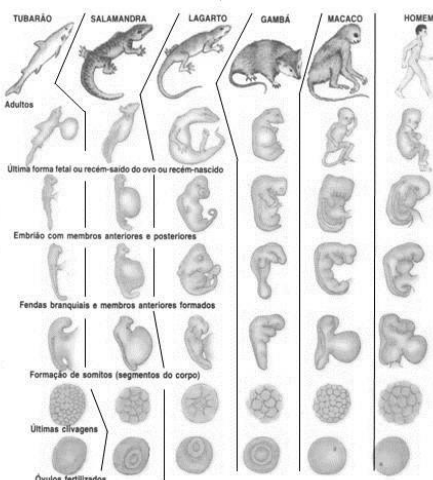 TUBARÃO SALAMANDRA LAGARTO GAMBÁ MACACO HOMEM
Adultos
Última forma fetal ou recém-saído do ovo ou recém-nascido
Embrião com membros anteriores e posteriores
Fendas branquiais e membros anteriores formados
Formação de somitos (segmentos do corpo)
Últimas clivagens
Óvulos fertilizados